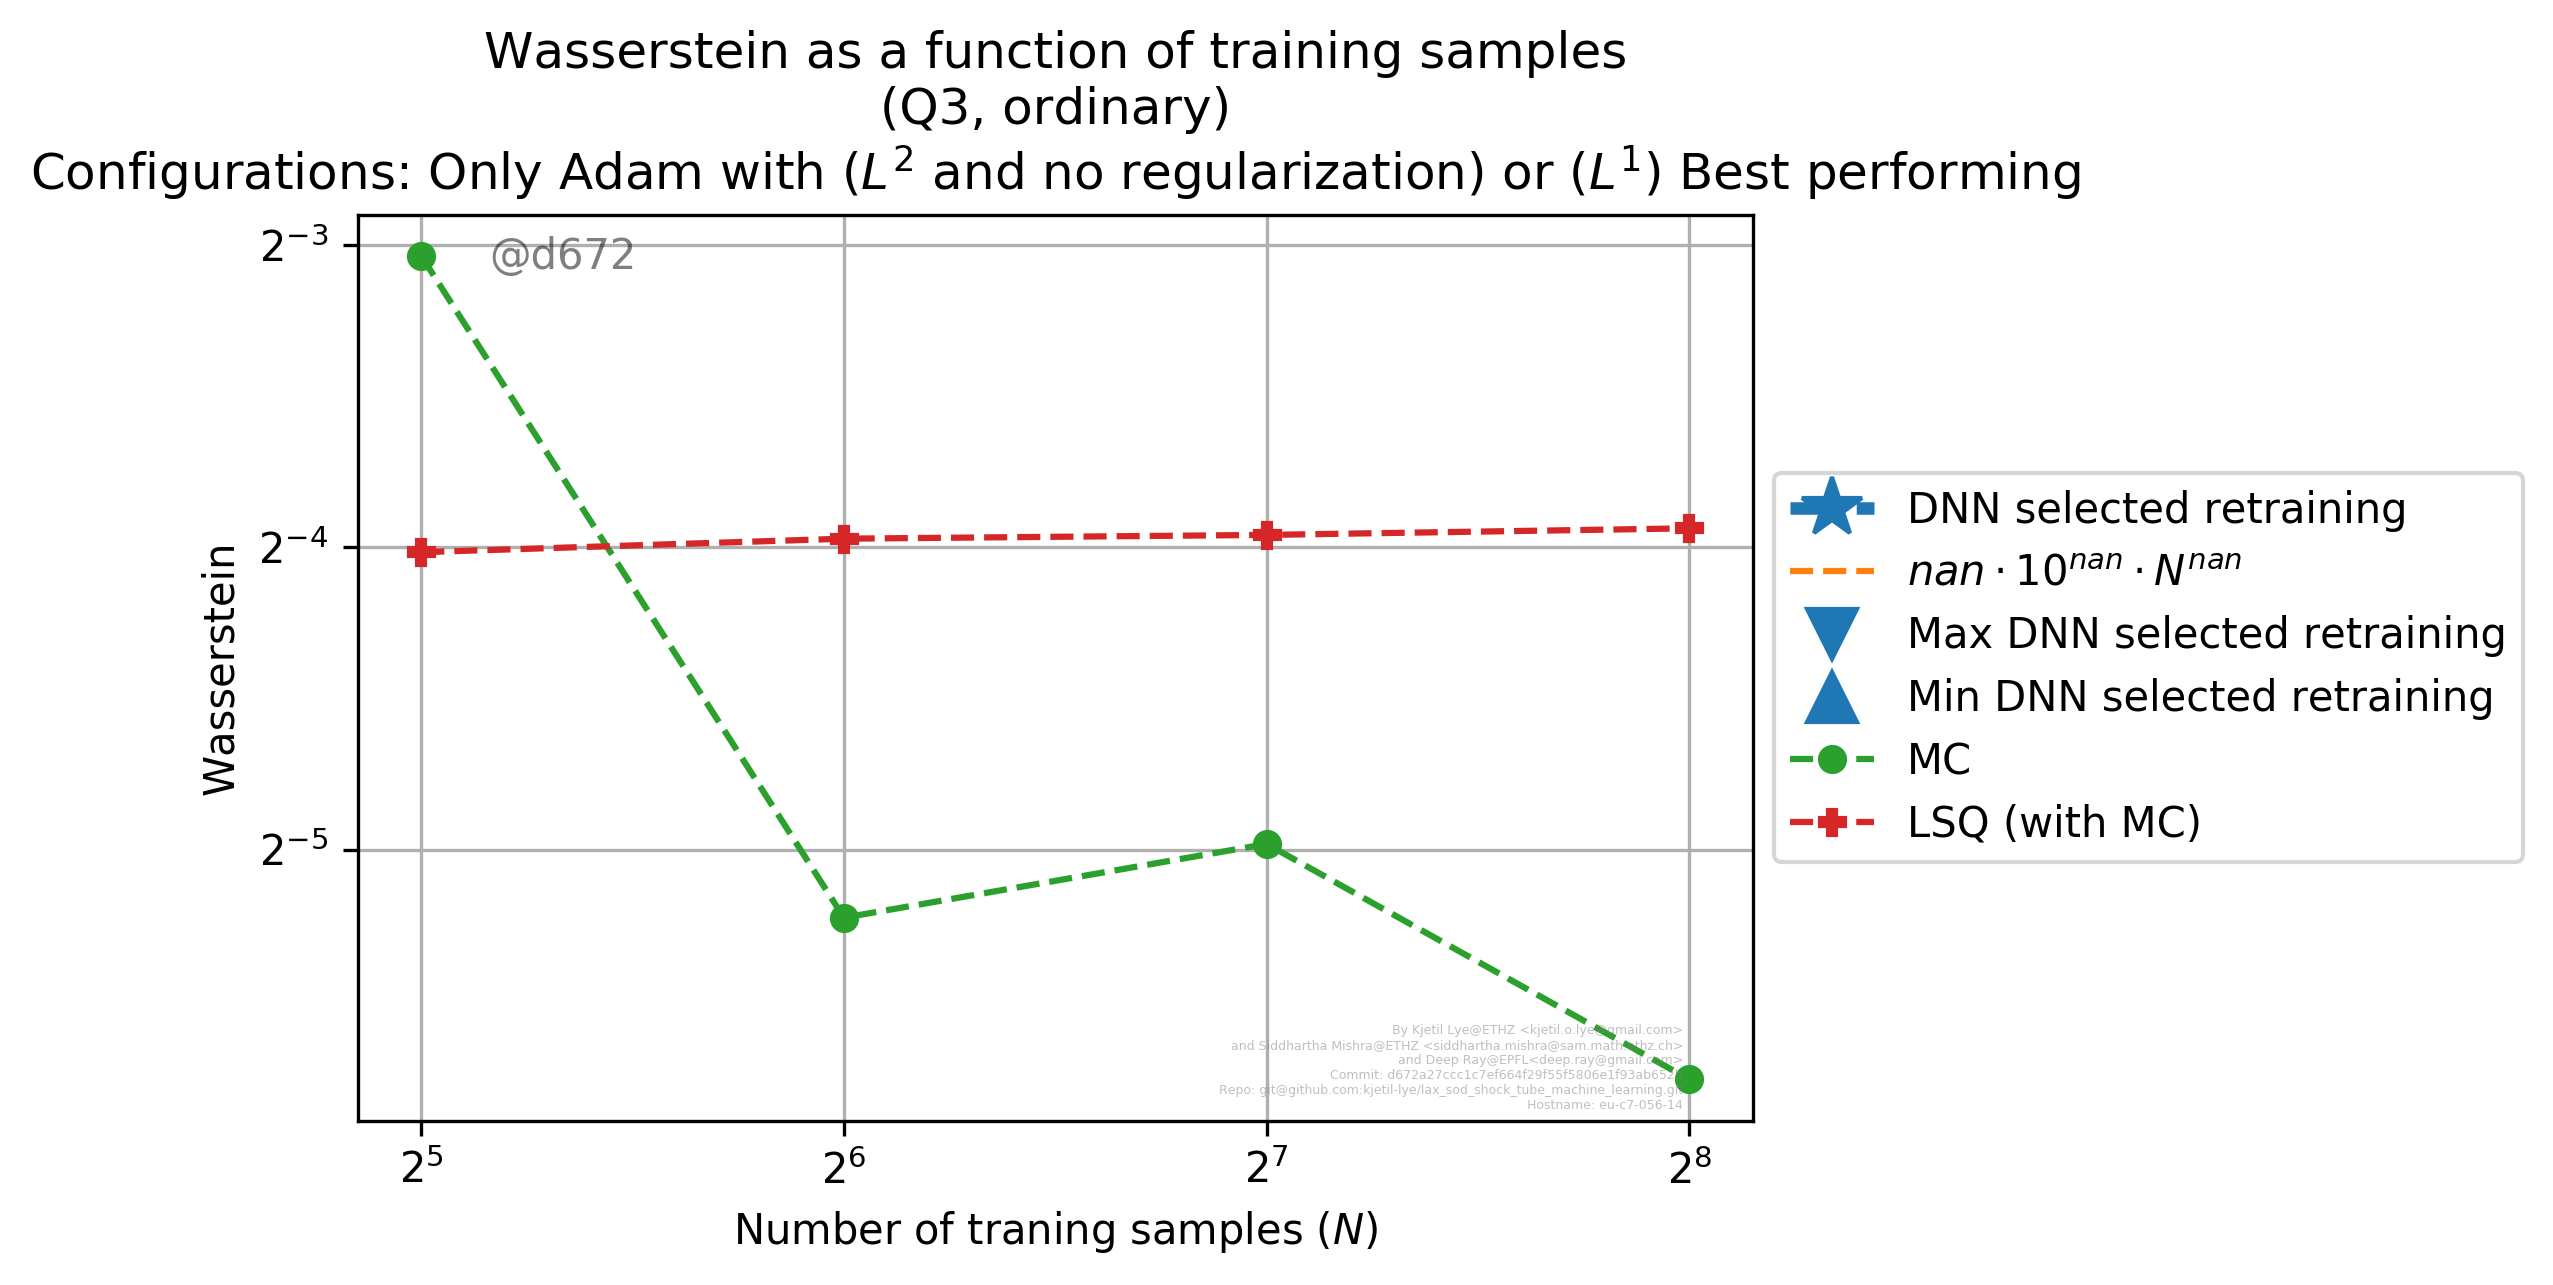 Wasserstein as a function of training samples
(Q3, ordinary)
Configurations: Only Adam with (L² and no regularization) or (L¹) Best performing
2⁻³
@d672
2⁻⁴
2⁻⁵
Wasserstein
DNN selected retraining
nan · 10ⁿᵃⁿ · Nⁿᵃⁿ
Max DNN selected retraining
Min DNN selected retraining
MC
LSQ (with MC)
By Kjetil Lye@ETHZ <kjetil.o.lye@gmail.com>
and Siddhartha Mishra@ETHZ <siddhartha.mishra@sam.math.ethz.ch>
and Deep Ray@EPFL<deep.ray@gmail.com>
Commit:
Repo: git@github.com:kjetil-lye/lax_sod_shock_tube_machine_learning.git
Hostname: eu-c7-056-14
2⁵ 2⁶ 2⁷ 2⁸
Number of traning samples (N)